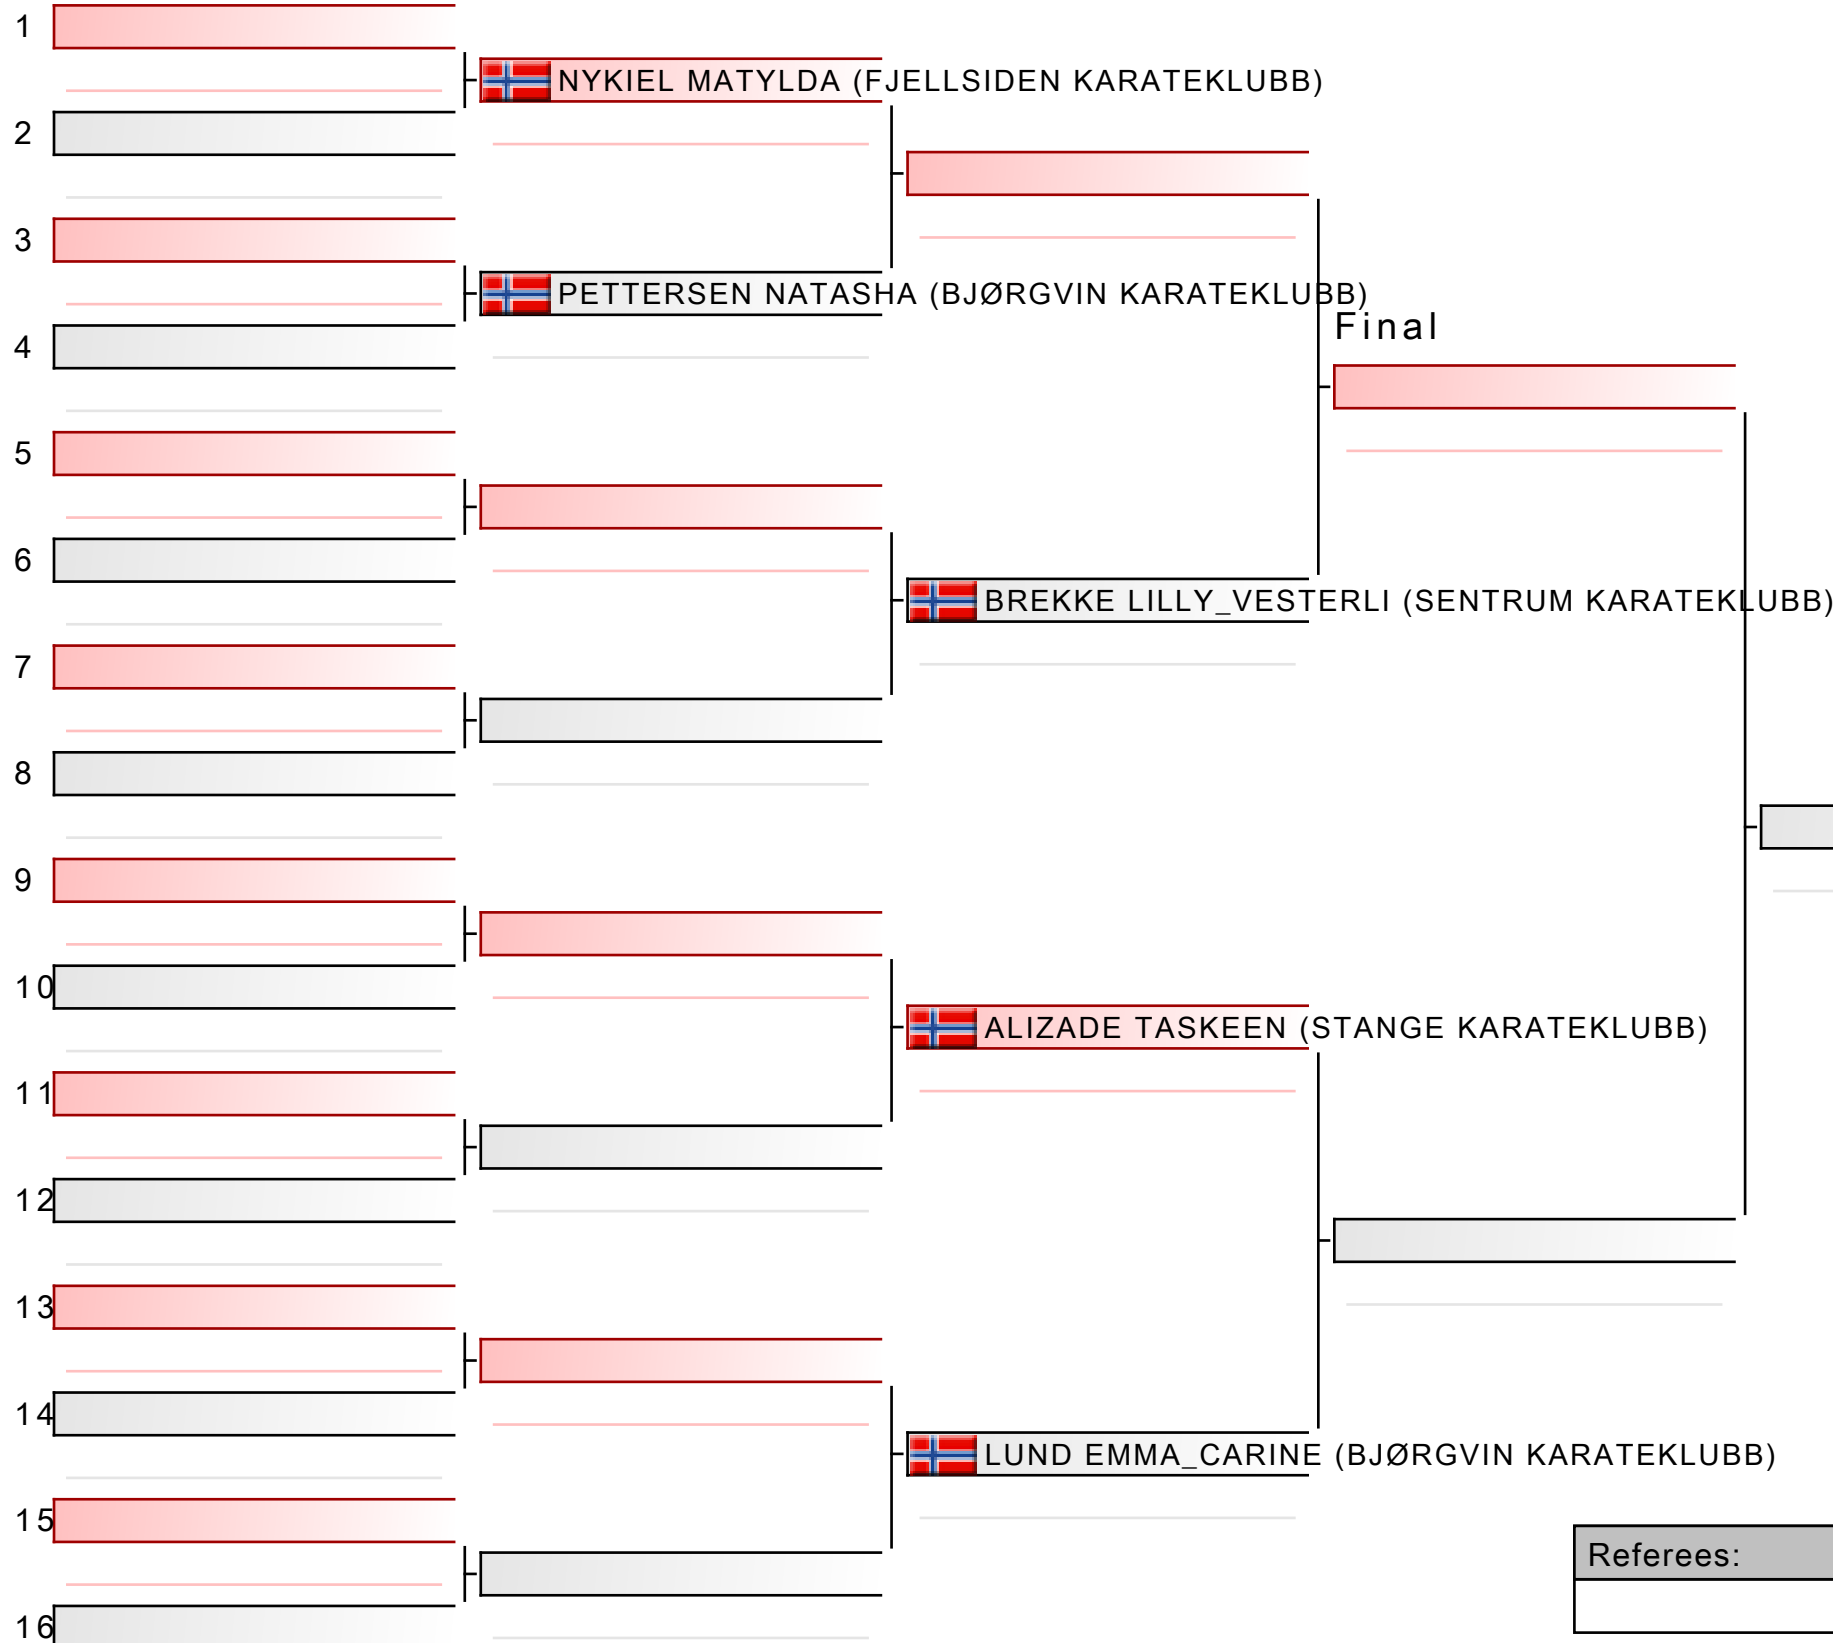 1
NYKIEL MATYLDA (FJELLSIDEN KARATEKLUBB)
2
3
PETTERSEN NATASHA (BJØRGVIN KARATEKLUBB)
Final
4
5
6
BREKKE LILLY_VESTERLI (SENTRUM KARATEKLUBB)
7
8
9
10
ALIZADE TASKEEN (STANGE KARATEKLUBB)
11
12
13
14
LUND EMMA_CARINE (BJØRGVIN KARATEKLUBB)
15
Referees:
16